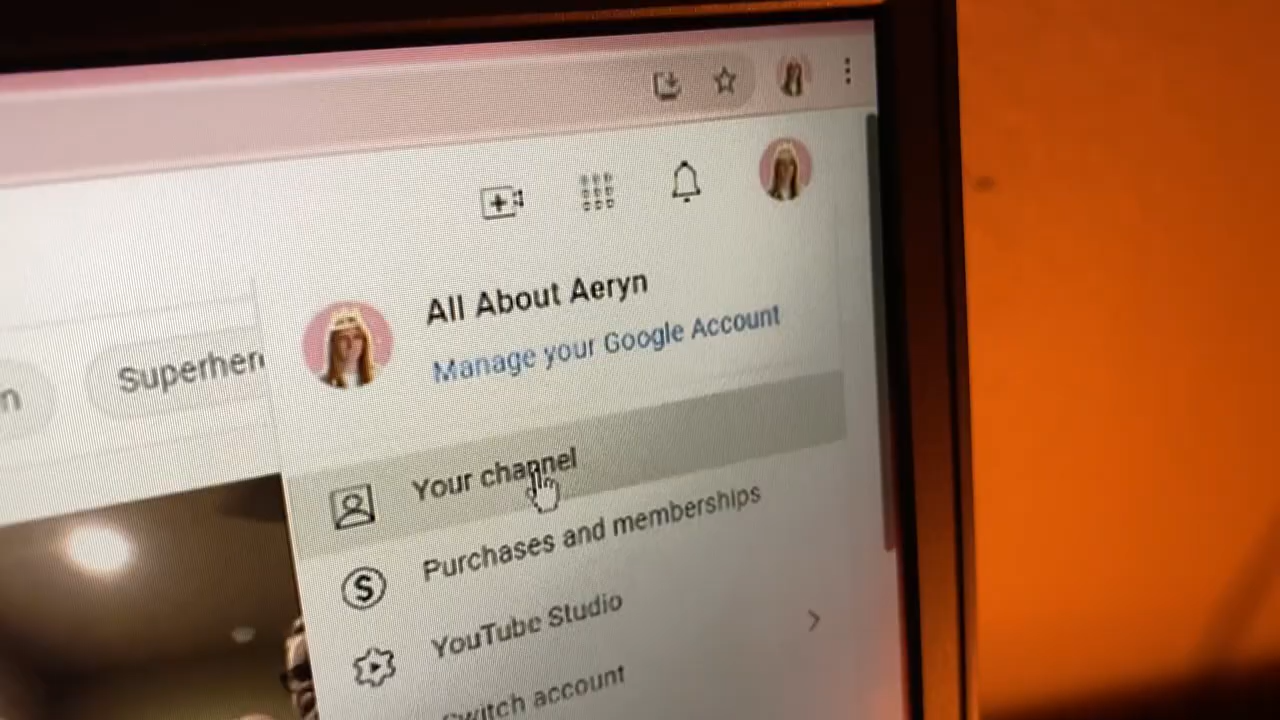 All About Aeryn
Manage your Google Account
Superher
n
Your channel
Purchases and memberships
YouTube Studio
Switch account